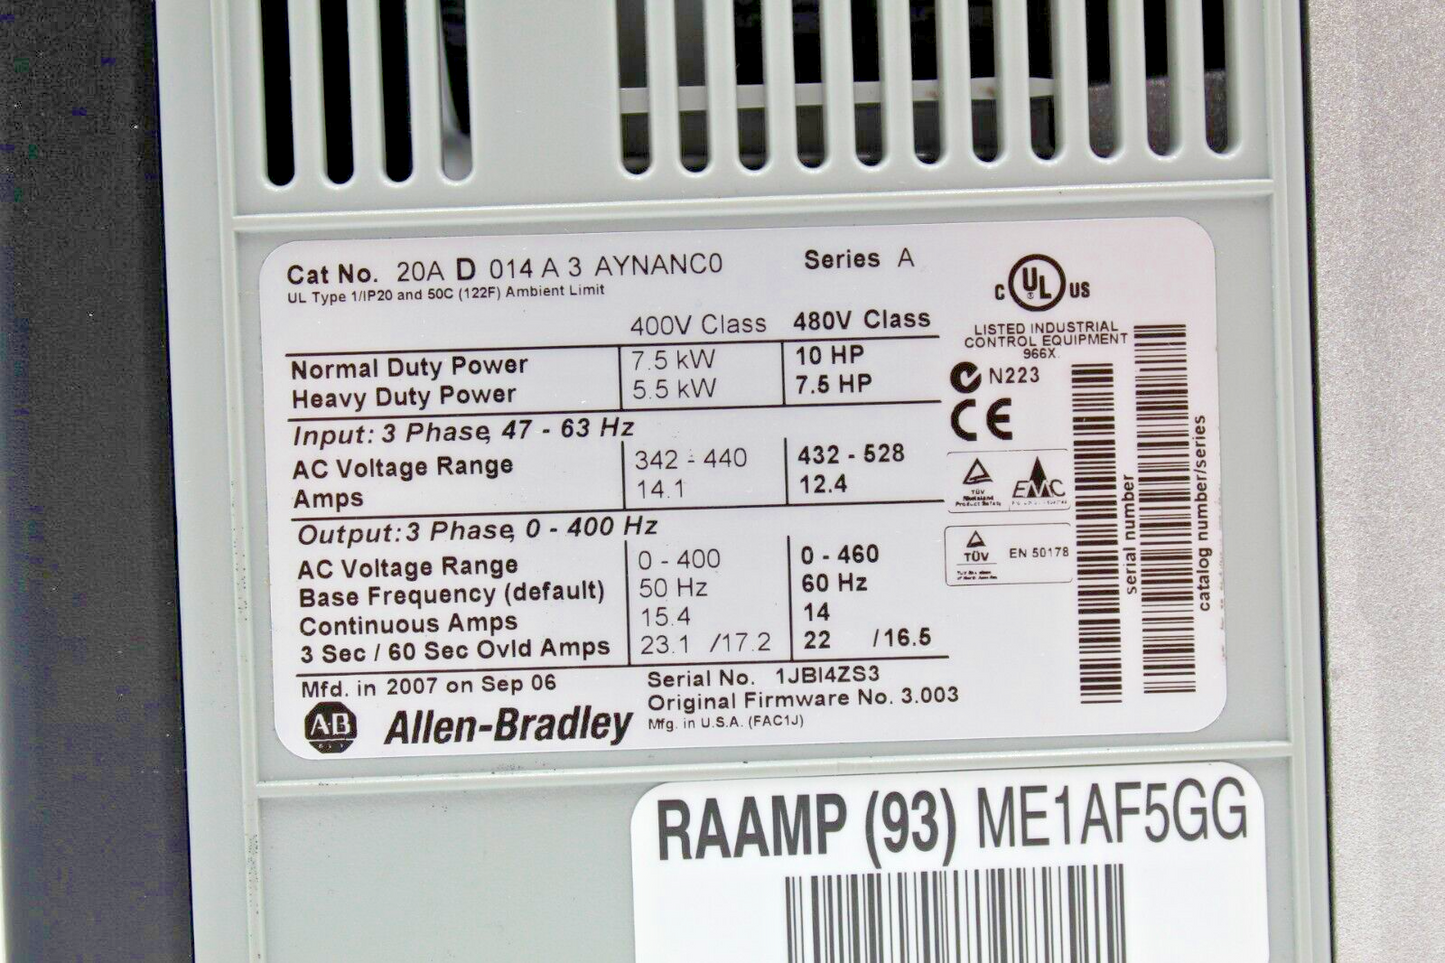 Cat No. 20A D 014 A 3 AYNANC0 Series A
UL Type 1/IP20 and 50C (122F) Ambient Limit
400V Class 480V Class
Normal Duty Power 7.5 kW 10 HP
Heavy Duty Power 5.5 kW 7.5 HP
Input: 3 Phase, 47 - 63 Hz
AC Voltage Range 342 - 440 432 - 528
Amps 14.1 12.4
Output: 3 Phase, 0 - 400 Hz
AC Voltage Range 0 - 400 0 - 460
Base Frequency (default) 50 Hz 60 Hz
Continuous Amps 15.4 14
3 Sec / 60 Sec Ovld Amps 23.1 /17.2 22 /16.5
Mfd. in 2007 on Sep 06
Serial No. 1JBI4ZS3
Original Firmware No. 3.003
Mfg. in U.S.A. (FAC1J)
A-B
Allen-Bradley
C UL US
®
LISTED INDUSTRIAL
CONTROL EQUIPMENT
966X
N223
CE
TÜV
EMC
TÜV
EN 50178
serial number
catalog number/series
RAAMP (93) ME1AF5GG